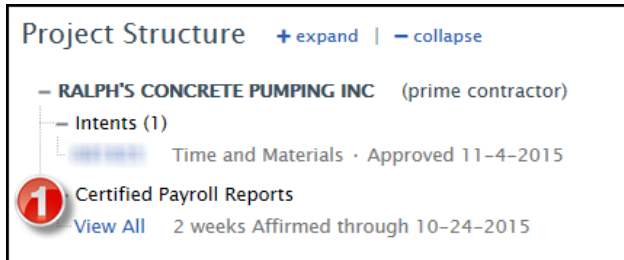 Project Structure + expand | − collapse
− RALPH'S CONCRETE PUMPING INC (prime contractor)
− Intents (1)
Time and Materials · Approved 11-4-2015
1 Certified Payroll Reports
View All 2 weeks Affirmed through 10-24-2015